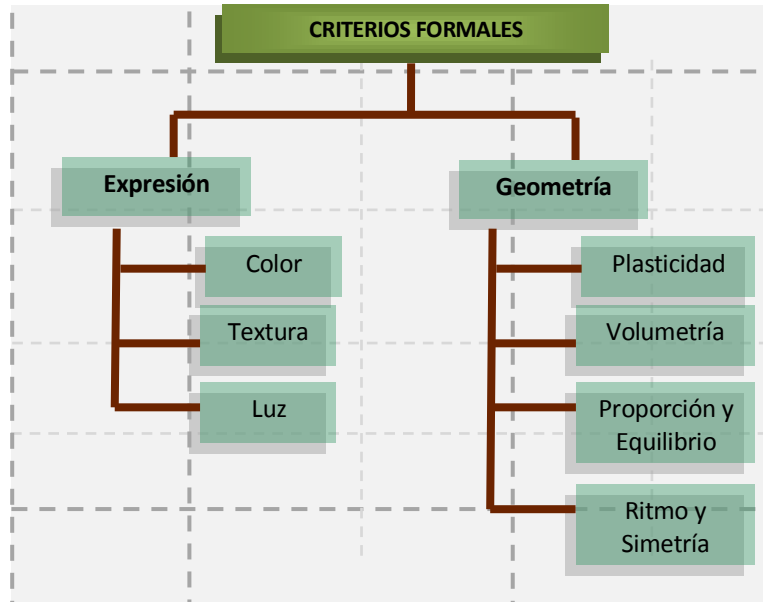 CRITERIOS FORMALES
Expresión
Color
Textura
Luz
Geometría
Plasticidad
Volumetría
Proporción y
Equilibrio
Ritmo y
Simetría